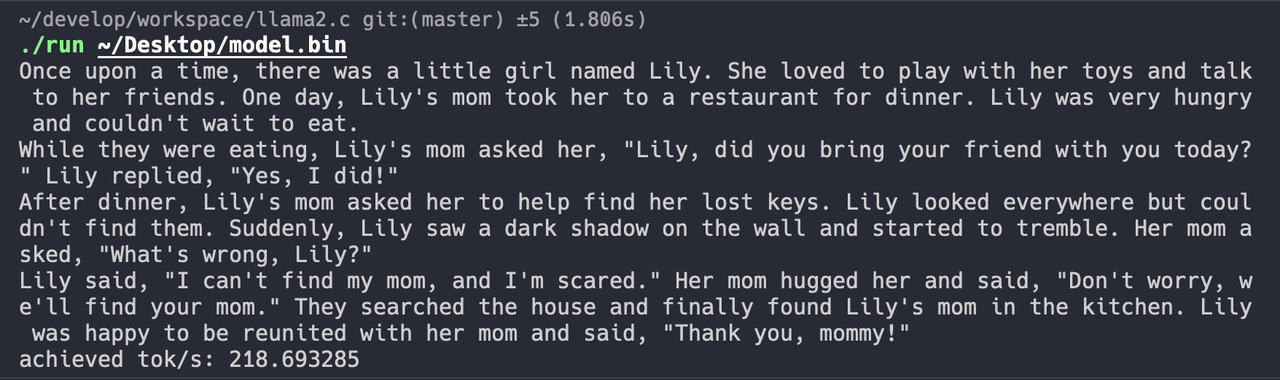 ~/develop/workspace/llama2.c git:(master) ±5 (1.806s)
./run ~/Desktop/model.bin
Once upon a time, there was a little girl named Lily. She loved to play with her toys and talk
 to her friends. One day, Lily's mom took her to a restaurant for dinner. Lily was very hungry
 and couldn't wait to eat.
While they were eating, Lily's mom asked her, "Lily, did you bring your friend with you today?
" Lily replied, "Yes, I did!"
After dinner, Lily's mom asked her to help find her lost keys. Lily looked everywhere but coul
dn't find them. Suddenly, Lily saw a dark shadow on the wall and started to tremble. Her mom a
sked, "What's wrong, Lily?"
Lily said, "I can't find my mom, and I'm scared." Her mom hugged her and said, "Don't worry, w
e'll find your mom." They searched the house and finally found Lily's mom in the kitchen. Lily
 was happy to be reunited with her mom and said, "Thank you, mommy!"
achieved tok/s: 218.693285